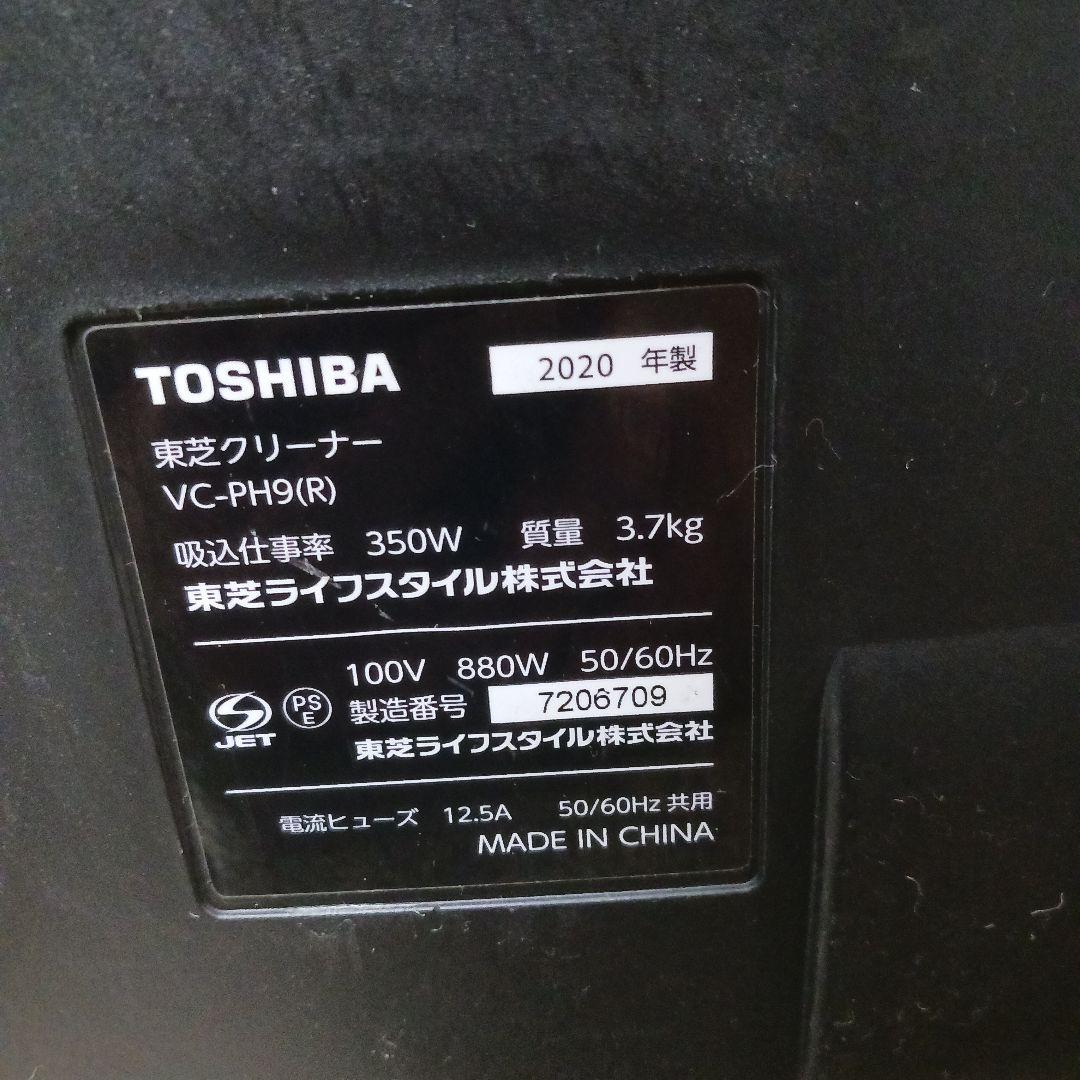 TOSHIBA 2020 年製
東芝クリーナー
VC-PH9(R)
吸込仕事率 350W 質量 3.7kg
東芝ライフスタイル株式会社
100V 880W 50/60Hz
JET PS E 製造番号 7206709
東芝ライフスタイル株式会社
電流ヒューズ 12.5A 50/60Hz 共用
MADE IN CHINA